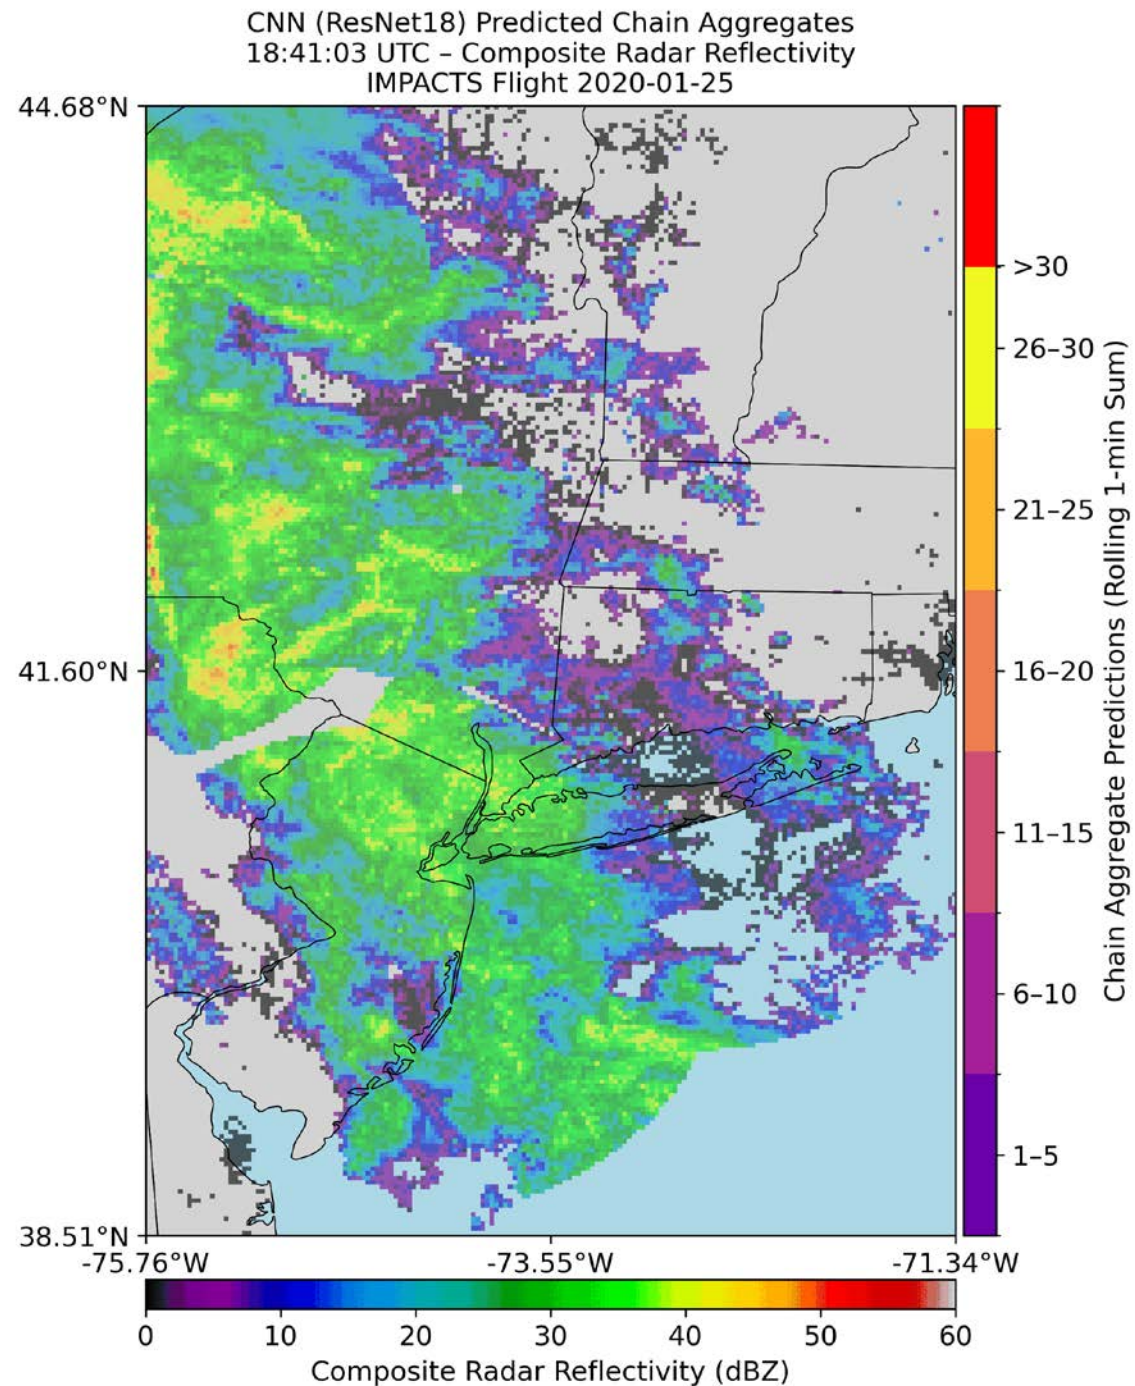 CNN (ResNet18) Predicted Chain Aggregates
18:41:03 UTC – Composite Radar Reflectivity
IMPACTS Flight 2020-01-25
44.68°N
41.60°N
38.51°N
-75.76°W
-73.55°W
-71.34°W
>30
26–30
21–25
16–20
11–15
6–10
1–5
Chain Aggregate Predictions (Rolling 1-min Sum)
0 10 20 30 40 50 60
Composite Radar Reflectivity (dBZ)